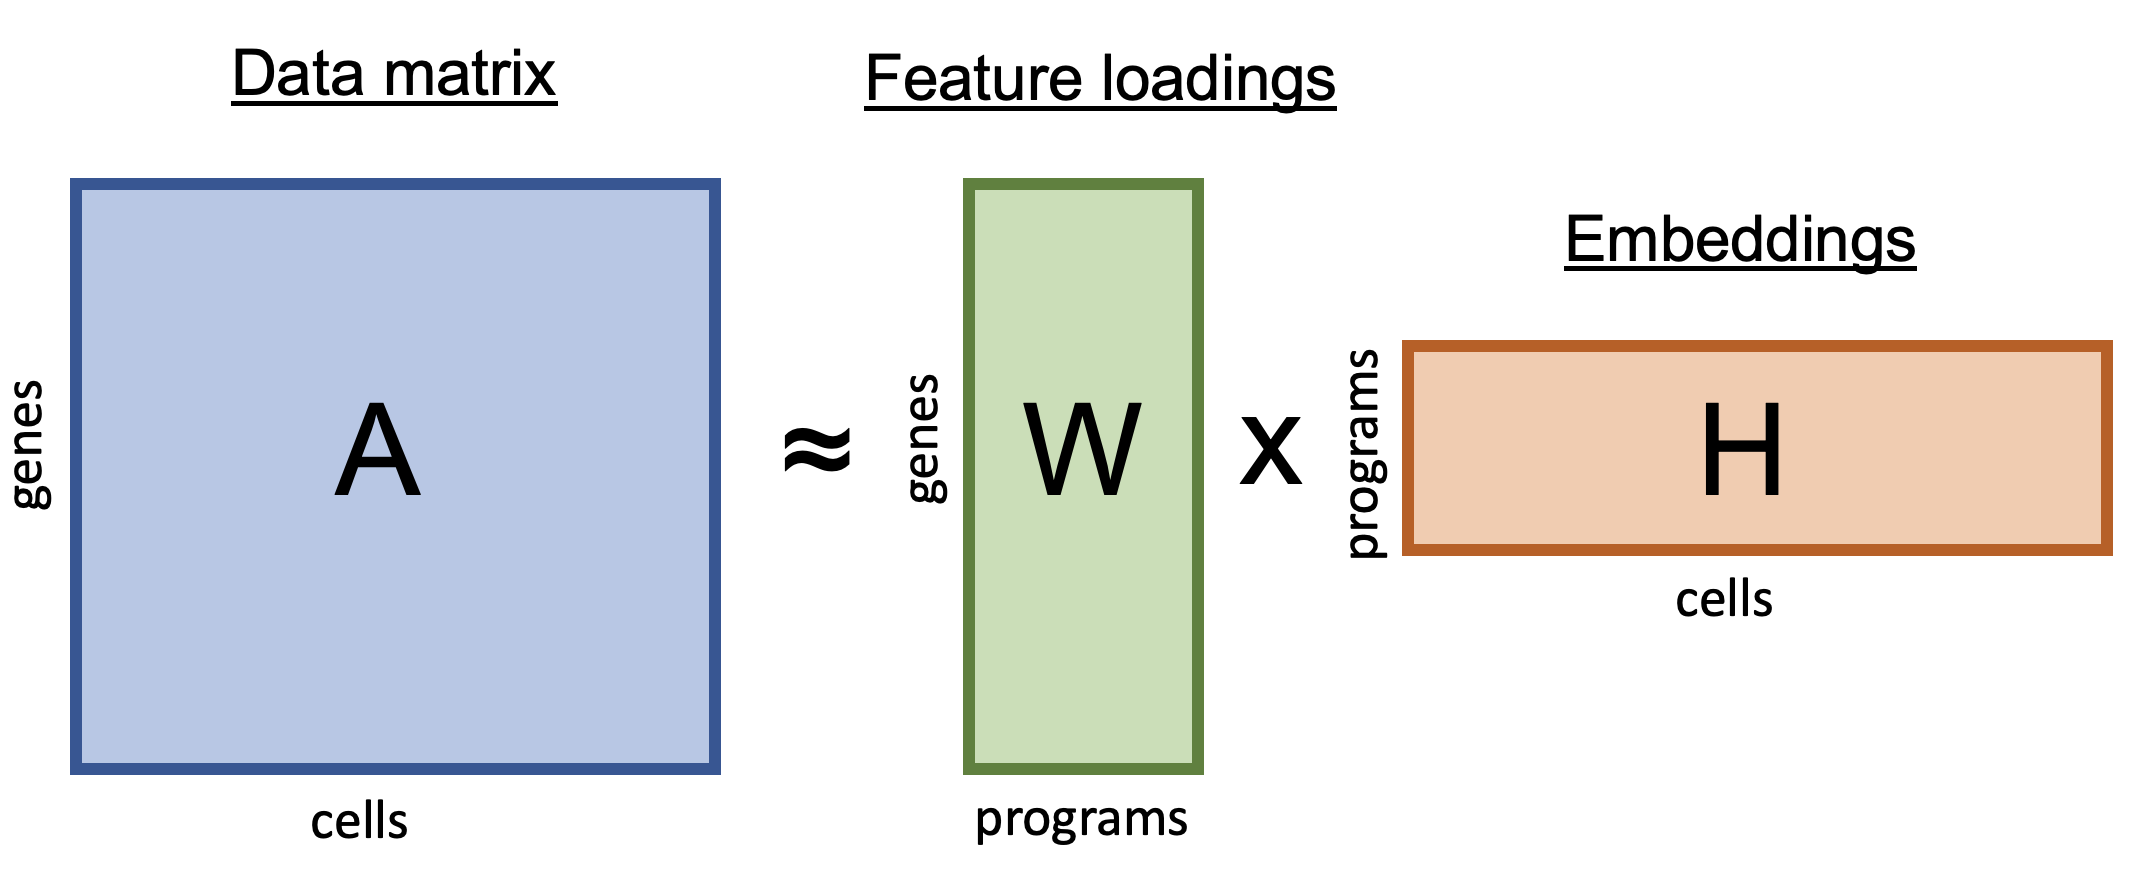 Data matrix
Feature loadings
Embeddings
genes
A
cells
≈
genes
W
programs
x
programs
H
cells